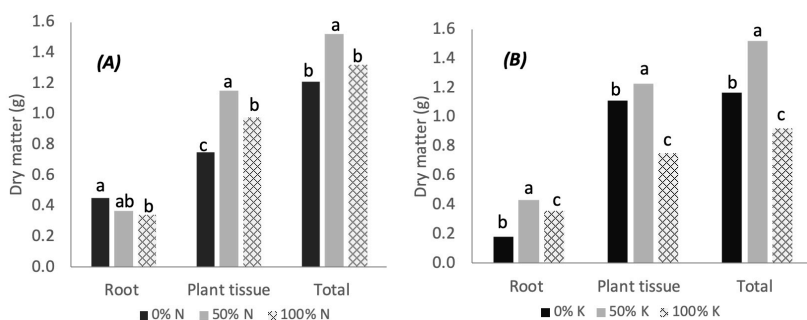 (A)
Dry matter (g)
1.6
1.4
1.2
1.0
0.8
0.6
0.4
0.2
0.0
a ab b
c a b
b a b
Root Plant tissue Total
0% N 50% N 100% N
(B)
Dry matter (g)
1.6
1.4
1.2
1.0
0.8
0.6
0.4
0.2
0.0
b a c
b a c
b a c
Root Plant tissue Total
0% K 50% K 100% K